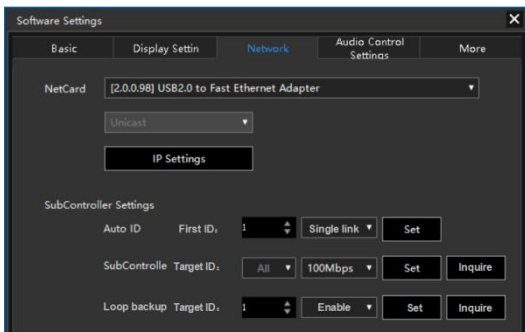 Software Settings
Basic Display Settin Network Audio Control Settings More
NetCard [2.0.0.98] USB2.0 to Fast Ethernet Adapter
Unicast
IP Settings
SubController Settings
Auto ID First ID: 1 Single link Set
SubControlle Target ID: All 100Mbps Set Inquire
Loop backup Target ID: 1 Enable Set Inquire